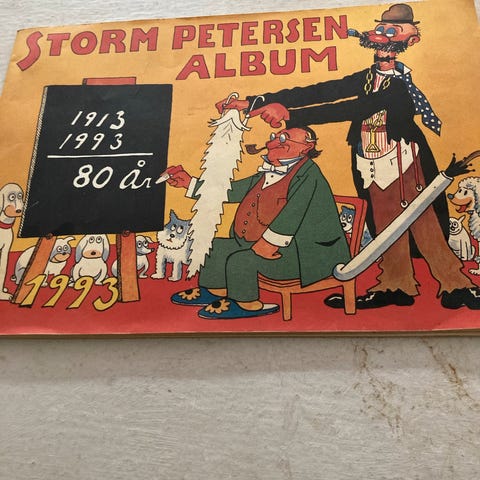 STORM PETERSEN
ALBUM
1913
1993
80 år
1993